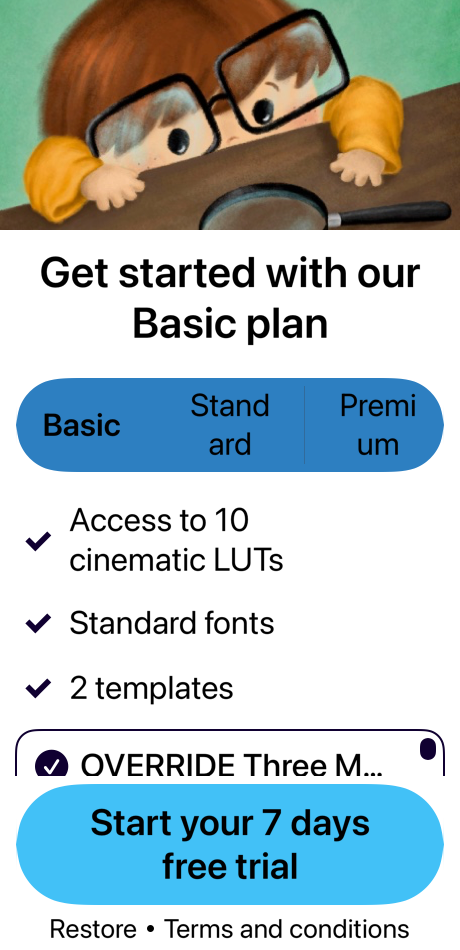 Get started with our
Basic plan
Basic
Stand
ard
Premi
um
Access to 10
cinematic LUTs
Standard fonts
2 templates
OVERRIDE Three M...
Start your 7 days
free trial
Restore • Terms and conditions